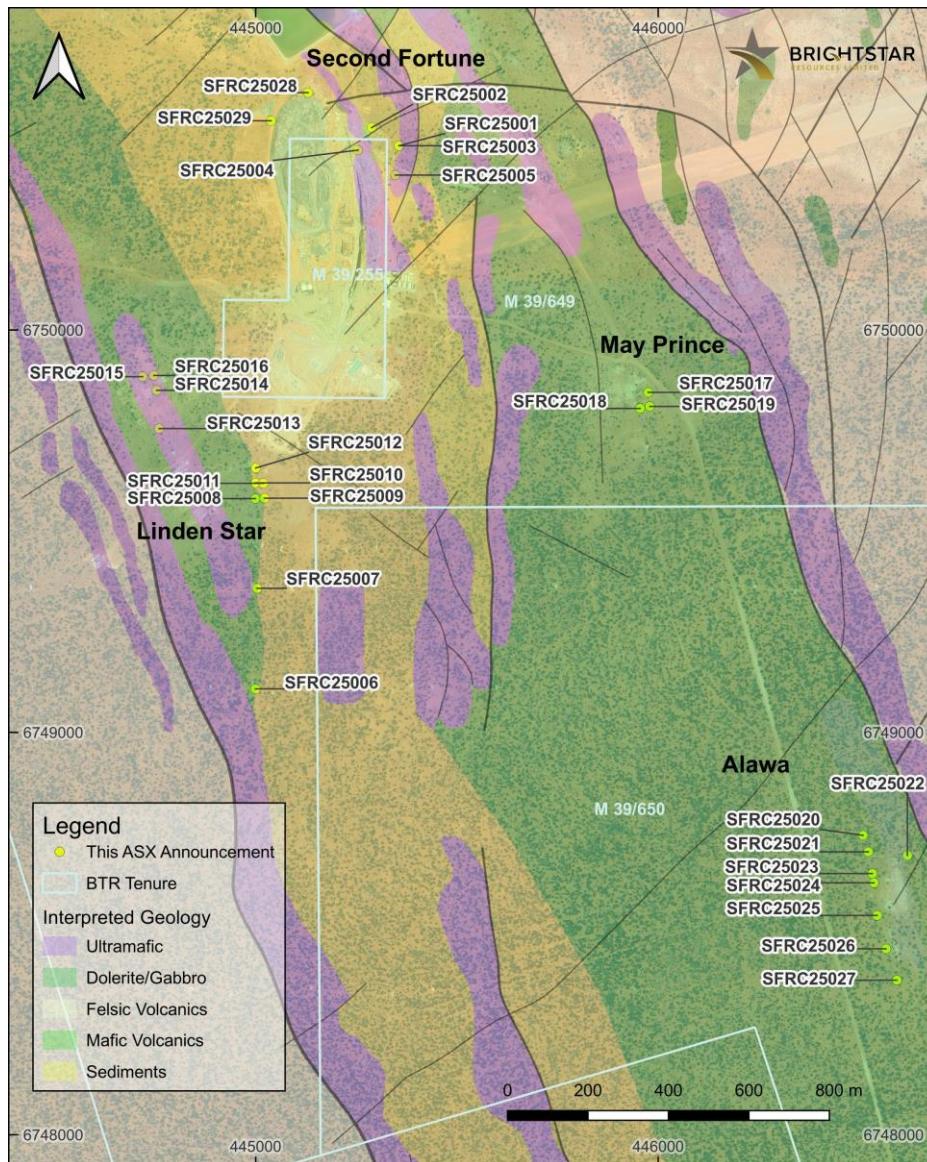 445000
446000
Second Fortune
BRIGHTSTAR
RESOURCES LIMITED
SFRC25028
SFRC25002
SFRC25029
SFRC25001
SFRC25003
SFRC25004
SFRC25005
M 39/255
M 39/649
6750000
6750000
May Prince
SFRC25015
SFRC25016
SFRC25014
SFRC25017
SFRC25018
SFRC25019
SFRC25013
SFRC25012
SFRC25011
SFRC25010
SFRC25008
SFRC25009
Linden Star
SFRC25007
SFRC25006
6749000
6749000
Alawa
SFRC25022
M 39/650
SFRC25020
SFRC25021
SFRC25023
SFRC25024
SFRC25025
SFRC25026
SFRC25027
Legend
This ASX Announcement
BTR Tenure
Interpreted Geology
Ultramafic
Dolerite/Gabbro
Felsic Volcanics
Mafic Volcanics
Sediments
0 200 400 600 800 m
6748000
6748000
445000
446000